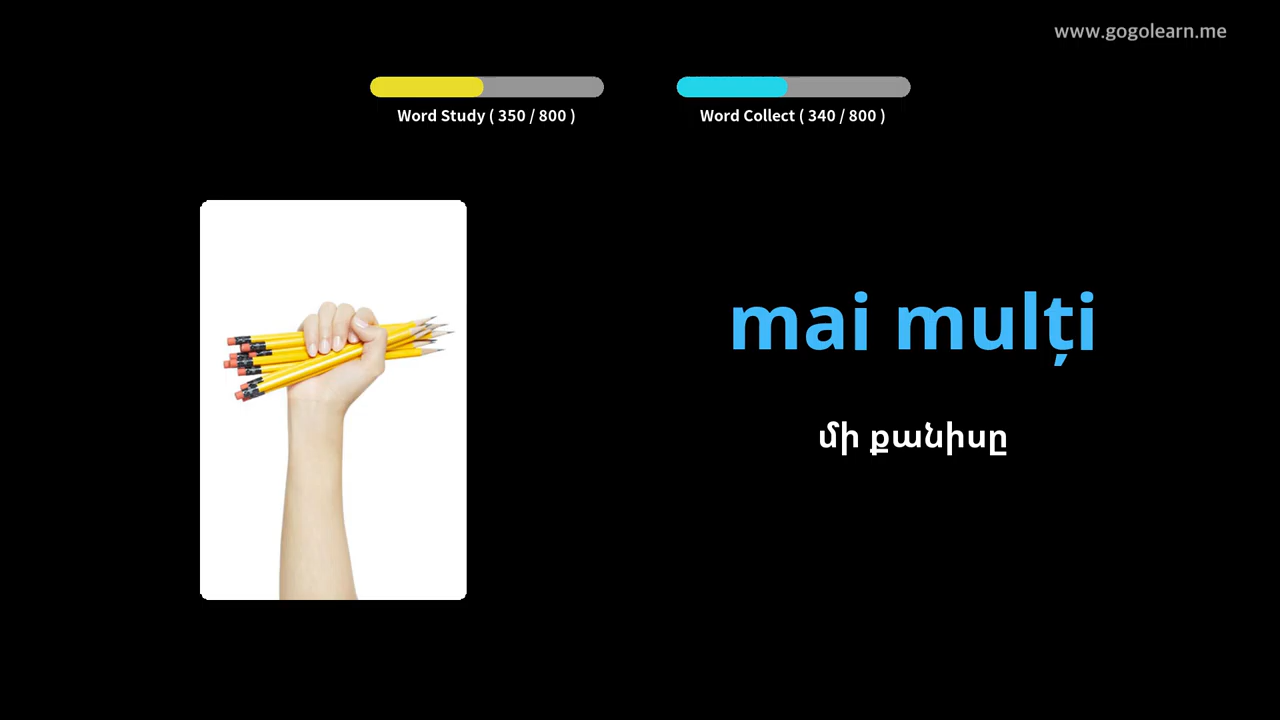 www.gogolearn.me
Word Study ( 350 / 800 )
Word Collect ( 340 / 800 )
mai mulți
մի քանիսը